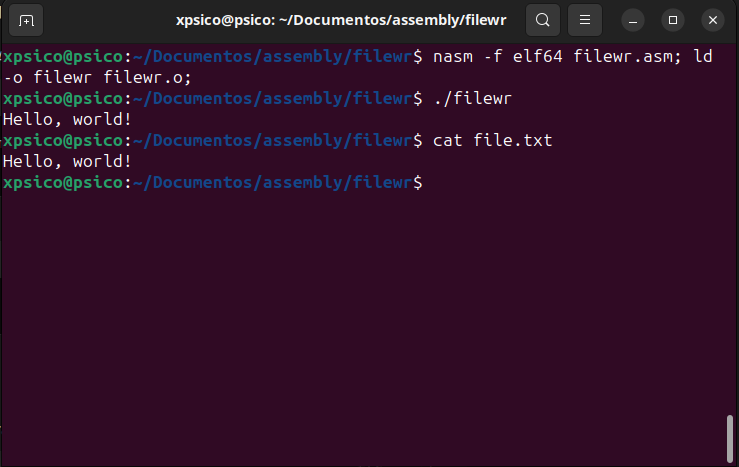 xpsico@psico: ~/Documentos/assembly/filewr
xpsico@psico:~/Documentos/assembly/filewr$ nasm -f elf64 filewr.asm; ld
-o filewr filewr.o;
xpsico@psico:~/Documentos/assembly/filewr$ ./filewr
Hello, world!
xpsico@psico:~/Documentos/assembly/filewr$ cat file.txt
Hello, world!
xpsico@psico:~/Documentos/assembly/filewr$